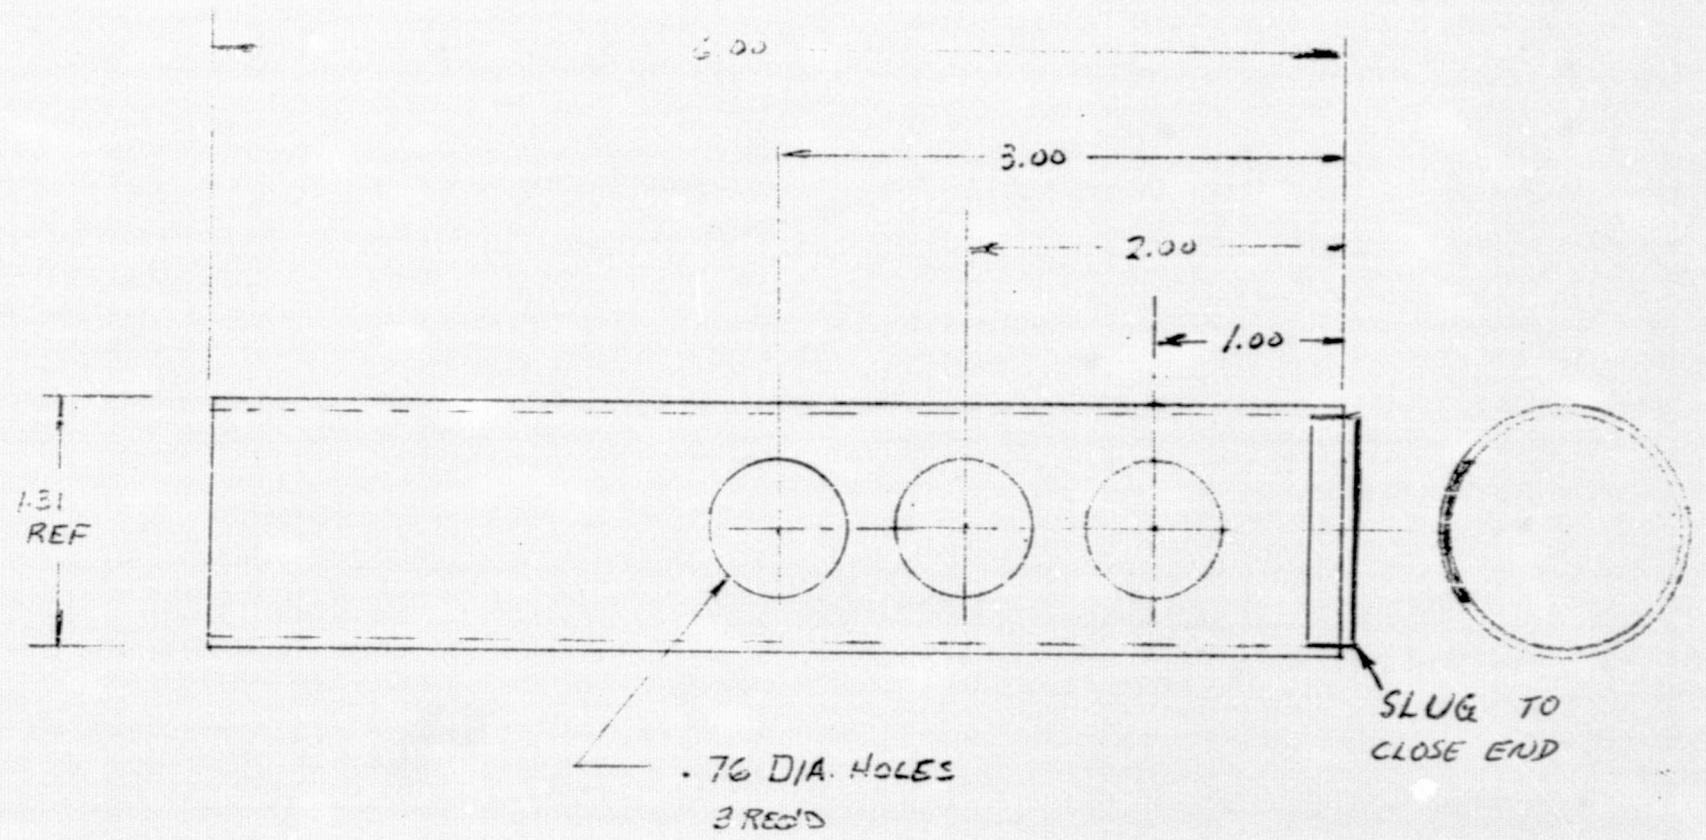 6.00
3.00
2.00
1.00
1.31
REF
SLUG TO
CLOSE END
.76 DIA. HOLES
3 REQ'D